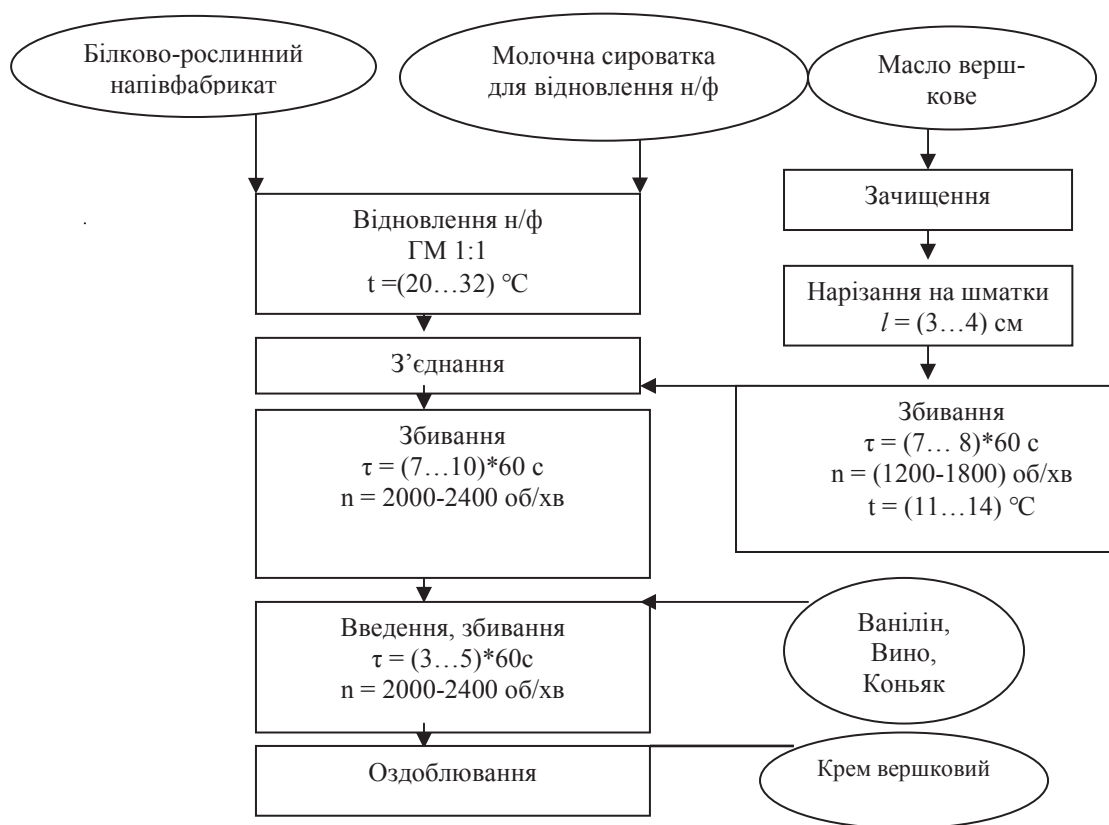 Білково-рослинний
напівфабрикат
Молочна сироватка
для відновлення н/ф
Масло верш-
кове
Зачищення
Відновлення н/ф
ГМ 1:1
t =(20…32) ℃
Нарізання на шматки
l = (3…4) см
З’єднання
Збивання
τ = (7…10)*60 с
n = 2000-2400 об/хв
Збивання
τ = (7… 8)*60 с
n = (1200-1800) об/хв
t = (11…14) ℃
Введення, збивання
τ = (3…5)*60с
n = 2000-2400 об/хв
Ванілін,
Вино,
Коньяк
Оздоблювання
Крем вершковий